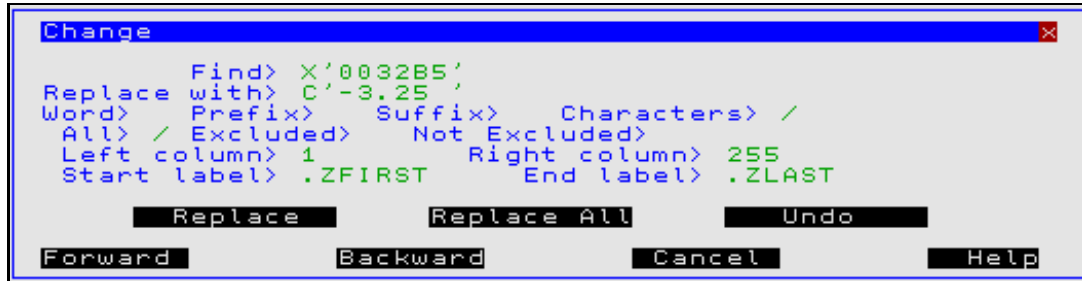 Change X
Find> X'0032B5'
Replace with> C'-3.25 '
Word> Prefix> Suffix> Characters> /
All> / Excluded> Not Excluded>
Left column> 1 Right column> 255
Start label> .ZFIRST End label> .ZLAST
Replace Replace All Undo
Forward Backward Cancel Help